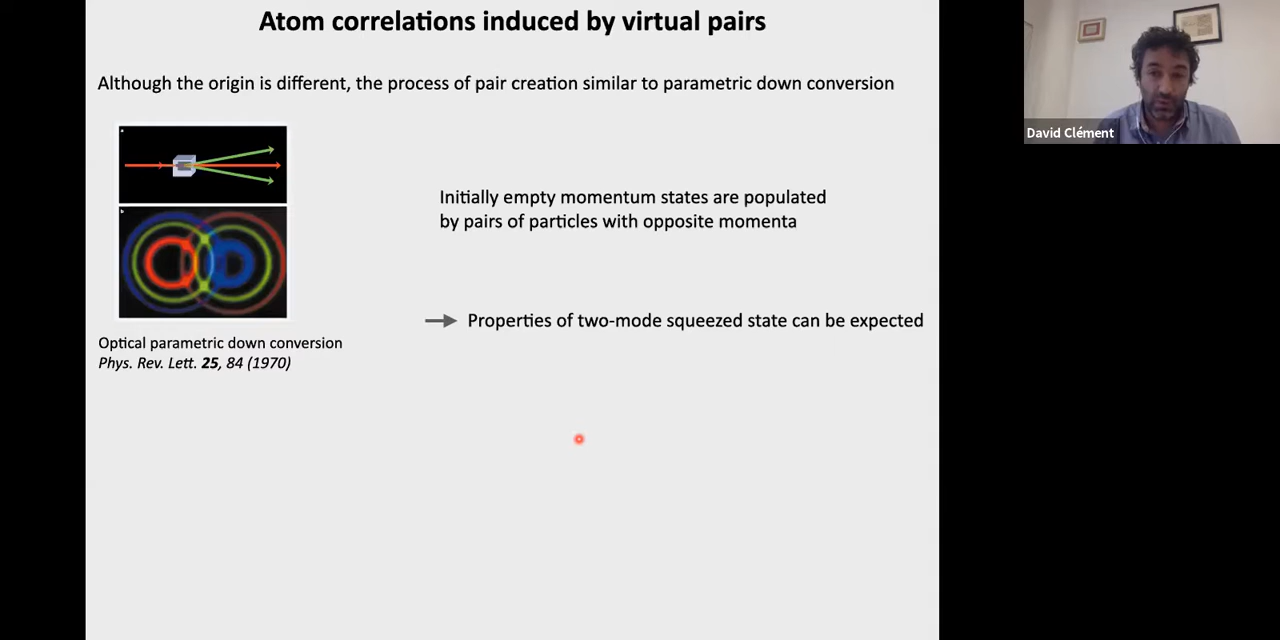 Atom correlations induced by virtual pairs
Although the origin is different, the process of pair creation similar to parametric down conversion
a
b
Initially empty momentum states are populated
by pairs of particles with opposite momenta
Properties of two-mode squeezed state can be expected
Optical parametric down conversion
Phys. Rev. Lett. 25, 84 (1970)
David Clément